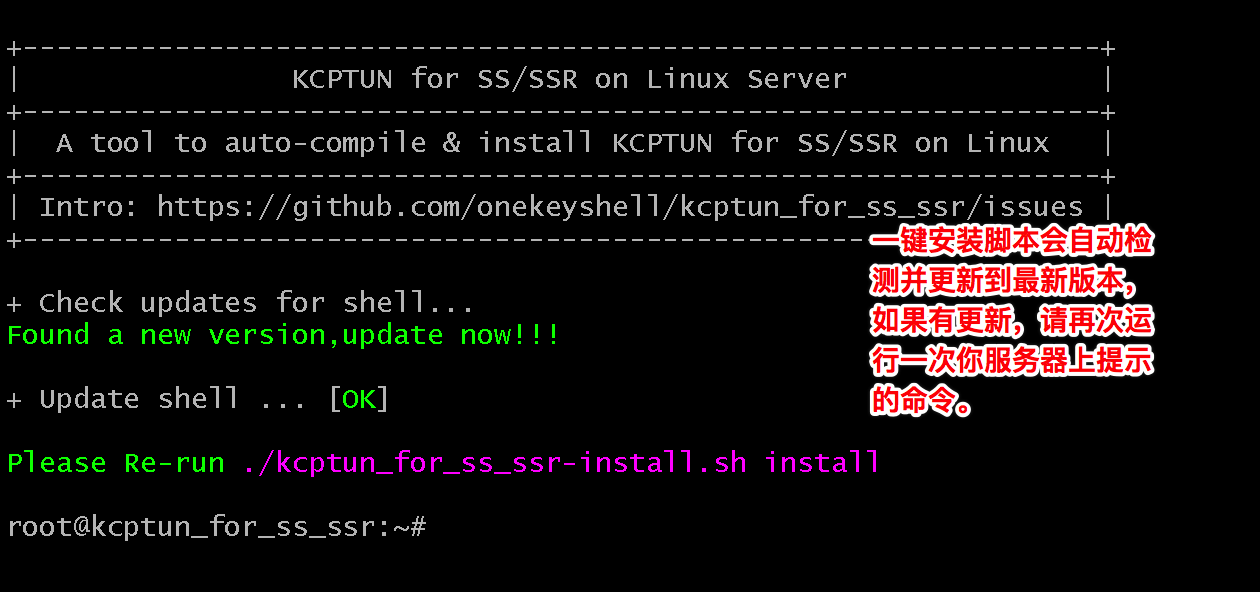 +----------------------------------------------------------------+
| KCPTUN for SS/SSR on Linux Server |
+----------------------------------------------------------------+
| A tool to auto-compile & install KCPTUN for SS/SSR on Linux |
+----------------------------------------------------------------+
| Intro: https://github.com/onekeyshell/kcptun_for_ss_ssr/issues |
+---------------------------------------------------
一键安装脚本会自动检
测并更新到最新版本，
如果有更新，请再次运
行一次你服务器上提示
的命令。
+ Check updates for shell...
Found a new version,update now!!!
+ Update shell ... [OK]
Please Re-run ./kcptun_for_ss_ssr-install.sh install
root@kcptun_for_ss_ssr:~#